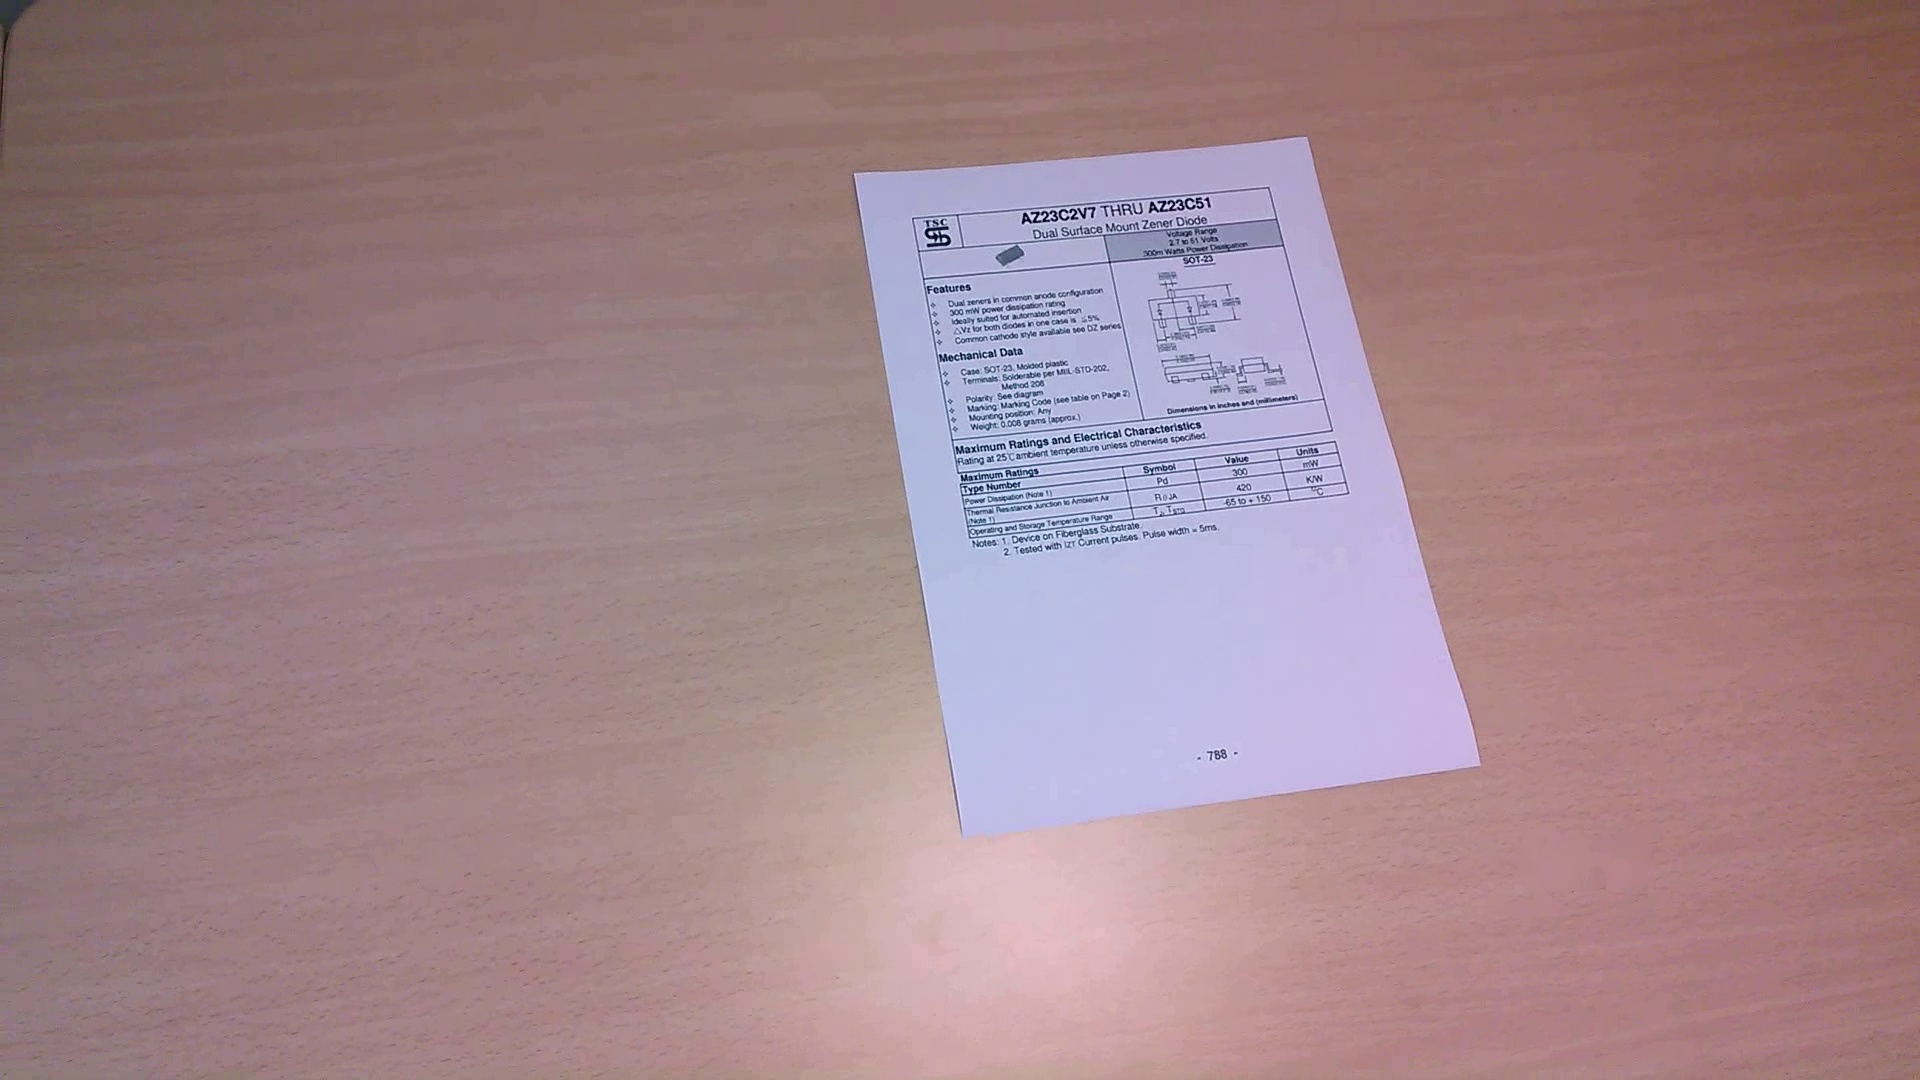 TSC
AZ23C2V7 THRU AZ23C51
Dual Surface Mount Zener Diode
Voltage Range
2.7 to 51 Volts
300m Watts Power Dissipation
SOT-23
Features
Dual zeners in common anode configuration
300 mW power dissipation rating
Ideally suited for automated insertion
△Vz for both diodes in one case is ≦5%
Common cathode style available see DZ series
Mechanical Data
Case: SOT-23, Molded plastic
Terminals: Solderable per MIIL-STD-202,
Method 208
Polarity: See diagram
Marking: Marking Code (see table on Page 2)
Mounting position: Any
Weight: 0.008 grams (approx.)
Dimensions in inches and (millimeters)
Maximum Ratings and Electrical Characteristics
Rating at 25℃ ambient temperature unless otherwise specified.
Maximum Ratings
Type Number Symbol Value Units
Power Dissipation (Note 1) Pd 300 mW
Thermal Resistance Junction to Ambient Air
(Note 1) RθJA 420 K/W
Operating and Storage Temperature Range TJ, TSTG -65 to + 150 °C
Notes: 1. Device on Fiberglass Substrate.
2. Tested with IZT Current pulses. Pulse width = 5ms.
- 788 -